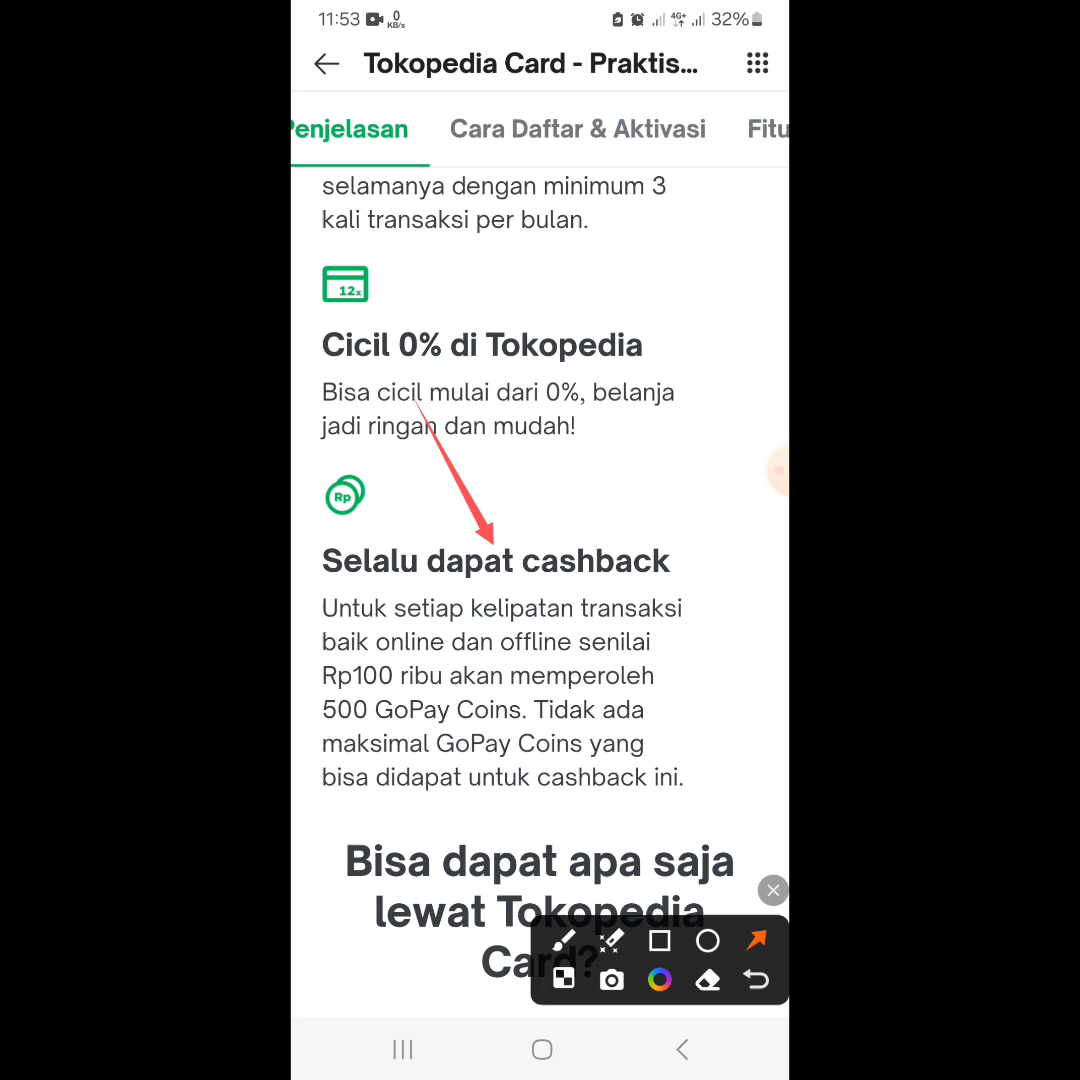 11:53 0 KB/s 4G+ 32%
Tokopedia Card - Praktis...
Penjelasan Cara Daftar & Aktivasi Fitu
selamanya dengan minimum 3
kali transaksi per bulan.
12x
Cicil 0% di Tokopedia
Bisa cicil mulai dari 0%, belanja
jadi ringan dan mudah!
Rp
Selalu dapat cashback
Untuk setiap kelipatan transaksi
baik online dan offline senilai
Rp100 ribu akan memperoleh
500 GoPay Coins. Tidak ada
maksimal GoPay Coins yang
bisa didapat untuk cashback ini.
Bisa dapat apa saja
lewat Tokopedia
Card?